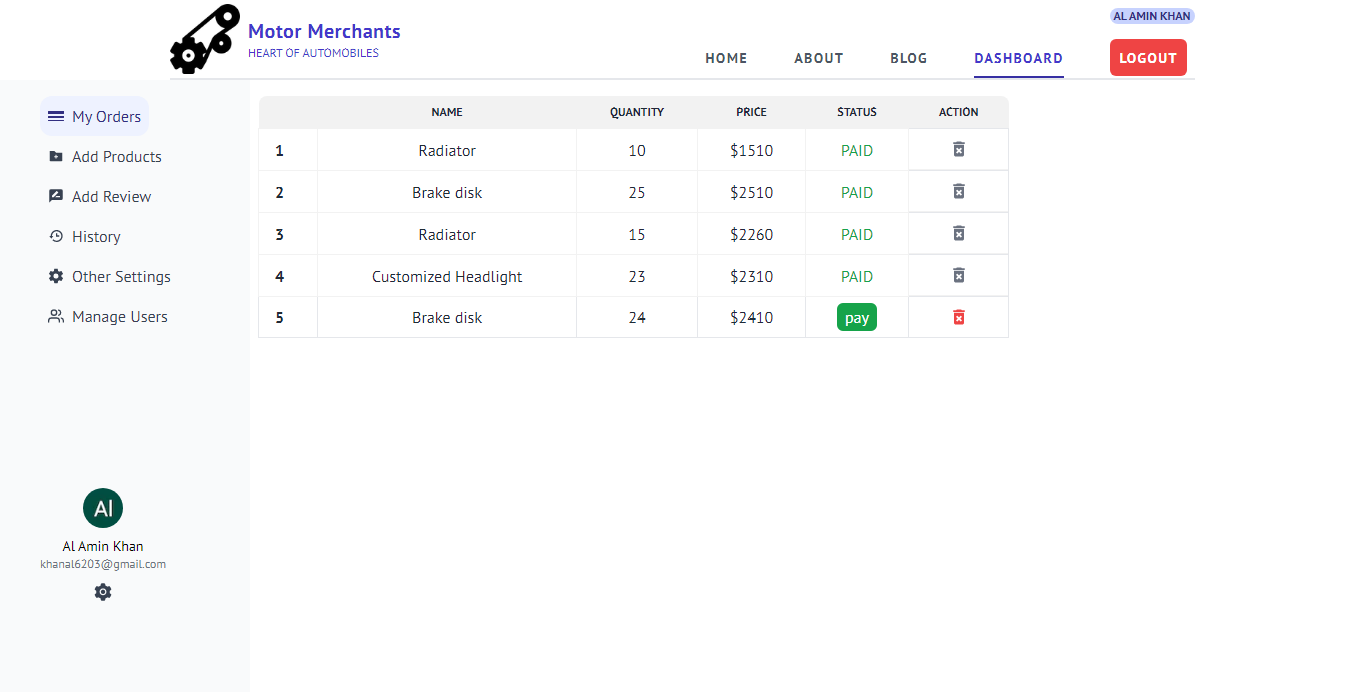 AL AMIN KHAN
Motor Merchants
HEART OF AUTOMOBILES
HOME ABOUT BLOG DASHBOARD LOGOUT
My Orders
Add Products
Add Review
History
Other Settings
Manage Users
NAME QUANTITY PRICE STATUS ACTION
1 Radiator 10 $1510 PAID
2 Brake disk 25 $2510 PAID
3 Radiator 15 $2260 PAID
4 Customized Headlight 23 $2310 PAID
5 Brake disk 24 $2410 pay
Al
Al Amin Khan
khanal6203@gmail.com